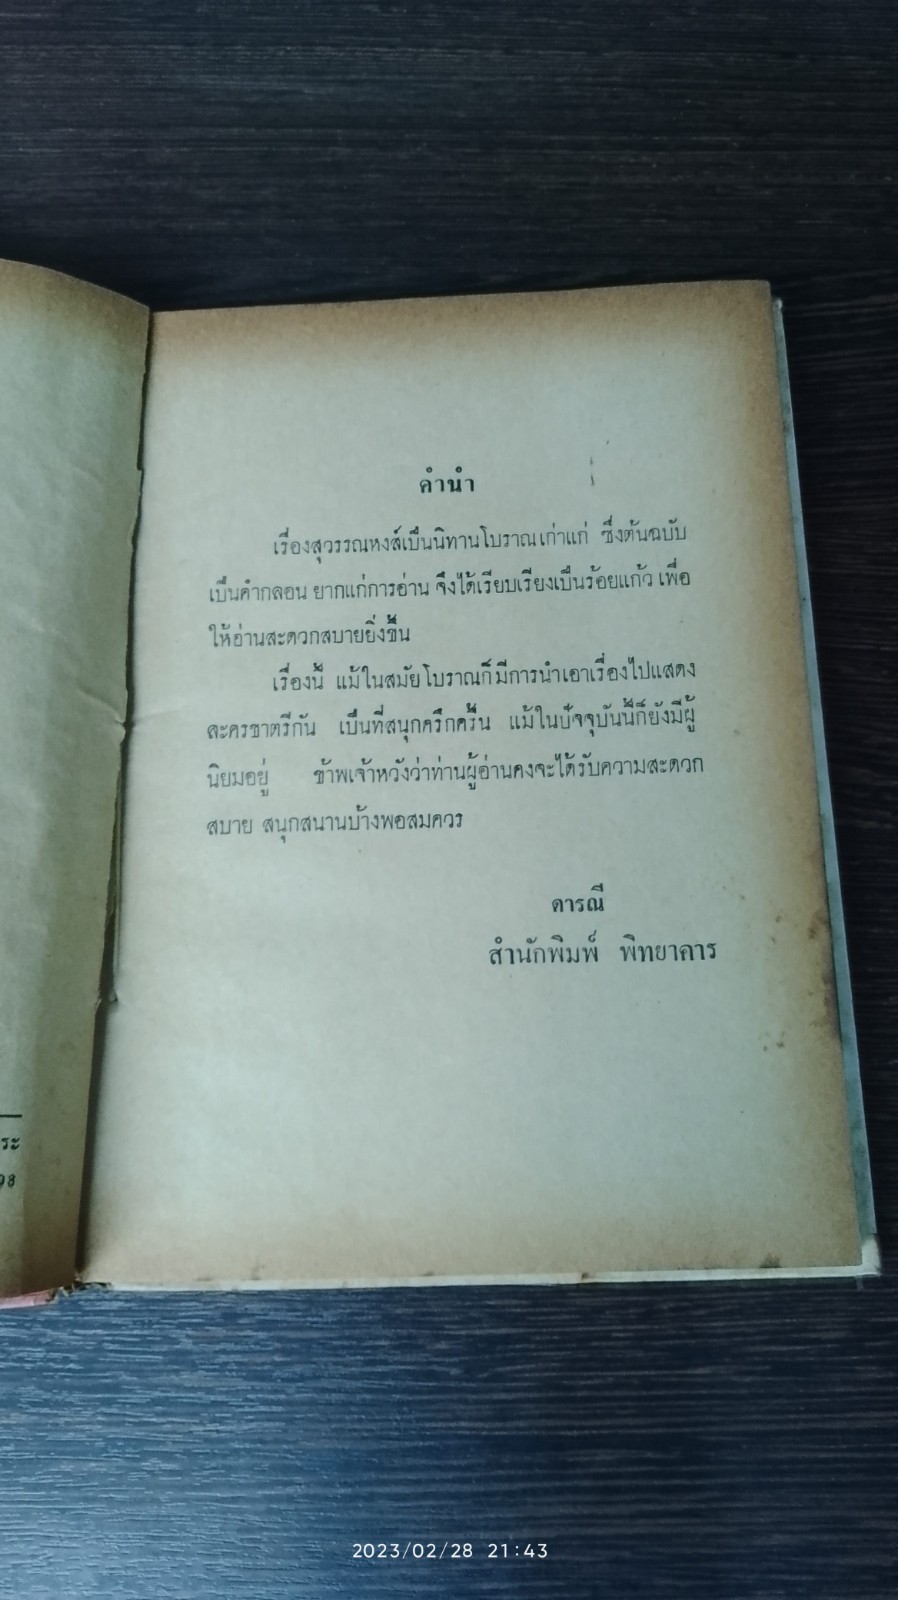 คำนำ
เรื่องสุวรรณหงส์เป็นนิทานโบราณเก่าแก่ ซึ่งต้นฉบับ
เป็นคำกลอน ยากแก่การอ่าน จึงได้เรียบเรียงเป็นร้อยแก้ว เพื่อ
ให้อ่านสะดวกสบายยิ่งขึ้น
เรื่องนี้ แม้ในสมัยโบราณก็มีการนำเอาเรื่องไปแสดง
ละครชาตรีกัน เป็นที่สนุกครึกครื้น แม้ในปัจจุบันนี้ก็ยังมีผู้
นิยมอยู่ ข้าพเจ้าหวังว่าท่านผู้อ่านคงจะได้รับความสะดวก
สบาย สนุกสนานบ้างพอสมควร
ดารณี
สำนักพิมพ์ พิทยาคาร
2023/02/28 21:43